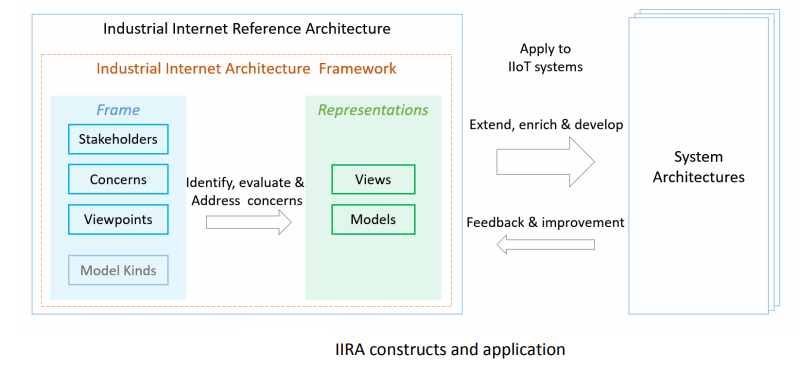 Industrial Internet Reference Architecture
Industrial Internet Architecture Framework
Frame
Stakeholders
Concerns
Viewpoints
Model Kinds
Identify, evaluate &
Address concerns
Representations
Views
Models
Apply to
IIoT systems
Extend, enrich & develop
Feedback & improvement
System
Architectures
IIRA constructs and application